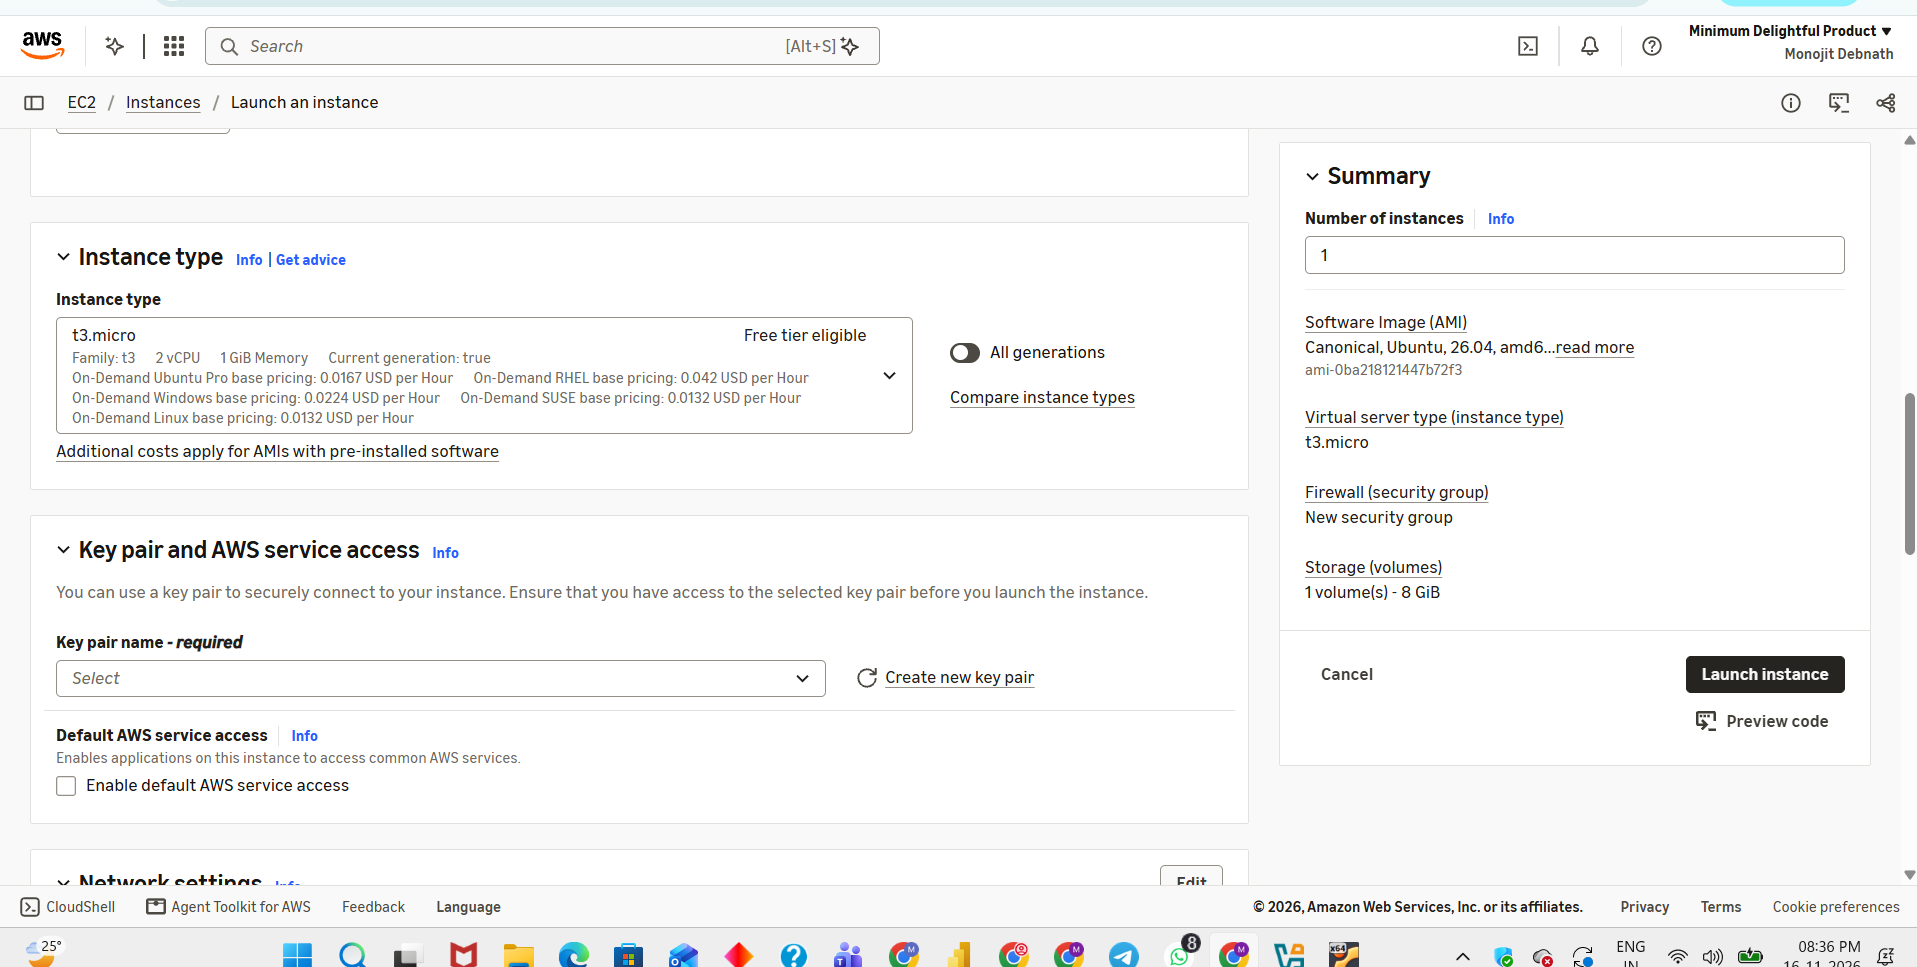 aws
Search
[Alt+S]
Minimum Delightful Product
Monojit Debnath
EC2 / Instances / Launch an instance
Instance type Info | Get advice
Instance type
t3.micro Free tier eligible
Family: t3 2 vCPU 1 GiB Memory Current generation: true
On-Demand Ubuntu Pro base pricing: 0.0167 USD per Hour On-Demand RHEL base pricing: 0.042 USD per Hour
On-Demand Windows base pricing: 0.0224 USD per Hour On-Demand SUSE base pricing: 0.0132 USD per Hour
On-Demand Linux base pricing: 0.0132 USD per Hour
All generations
Compare instance types
Additional costs apply for AMIs with pre-installed software
Key pair and AWS service access Info
You can use a key pair to securely connect to your instance. Ensure that you have access to the selected key pair before you launch the instance.
Key pair name - required
Select
Create new key pair
Default AWS service access Info
Enables applications on this instance to access common AWS services.
Enable default AWS service access
Network settings Info
Edit
Summary
Number of instances Info
1
Software Image (AMI)
Canonical, Ubuntu, 26.04, amd6...read more
ami-0ba218121447b72f3
Virtual server type (instance type)
t3.micro
Firewall (security group)
New security group
Storage (volumes)
1 volume(s) - 8 GiB
Cancel
Launch instance
Preview code
CloudShell Agent Toolkit for AWS Feedback Language
© 2026, Amazon Web Services, Inc. or its affiliates. Privacy Terms Cookie preferences
25°
8
x64
ENG
IN
08:36 PM
16-11-2026